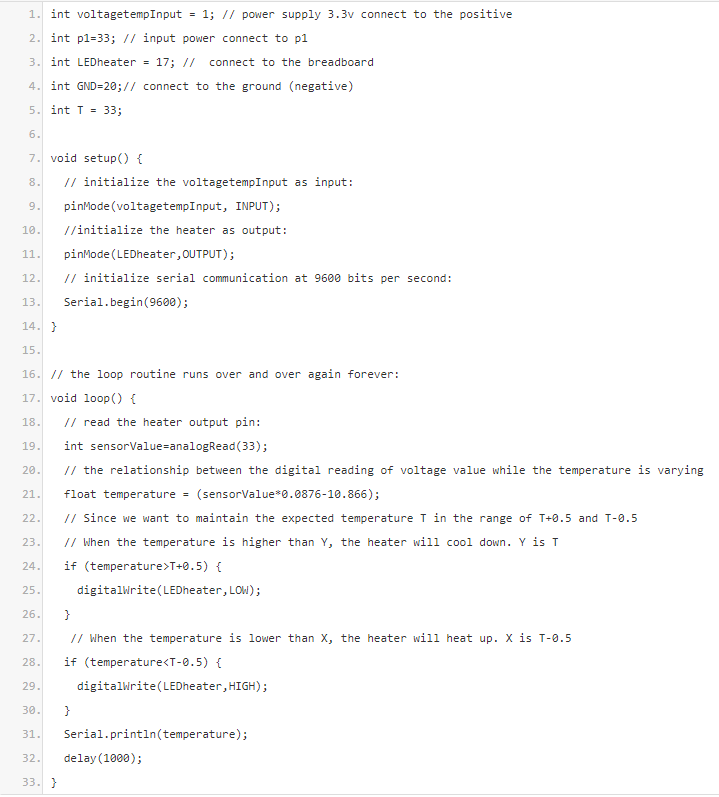 1. int voltagetempInput = 1; // power supply 3.3v connect to the positive
2. int p1=33; // input power connect to p1
3. int LEDheater = 17; //  connect to the breadboard
4. int GND=20;// connect to the ground (negative)
5. int T = 33;
6.
7. void setup() {
8.   // initialize the voltagetempInput as input:
9.   pinMode(voltagetempInput, INPUT);
10.   //initialize the heater as output:
11.   pinMode(LEDheater,OUTPUT);
12.   // initialize serial communication at 9600 bits per second:
13.   Serial.begin(9600);
14. }
15.
16. // the loop routine runs over and over again forever:
17. void loop() {
18.   // read the heater output pin:
19.   int sensorValue=analogRead(33);
20.   // the relationship between the digital reading of voltage value while the temperature is varying
21.   float temperature = (sensorValue*0.0876-10.866);
22.   // Since we want to maintain the expected temperature T in the range of T+0.5 and T-0.5
23.   // When the temperature is higher than Y, the heater will cool down. Y is T
24.   if (temperature>T+0.5) {
25.     digitalWrite(LEDheater,LOW);
26.   }
27.    // When the temperature is lower than X, the heater will heat up. X is T-0.5
28.   if (temperature<T-0.5) {
29.     digitalWrite(LEDheater,HIGH);
30.   }
31.   Serial.println(temperature);
32.   delay(1000);
33. }